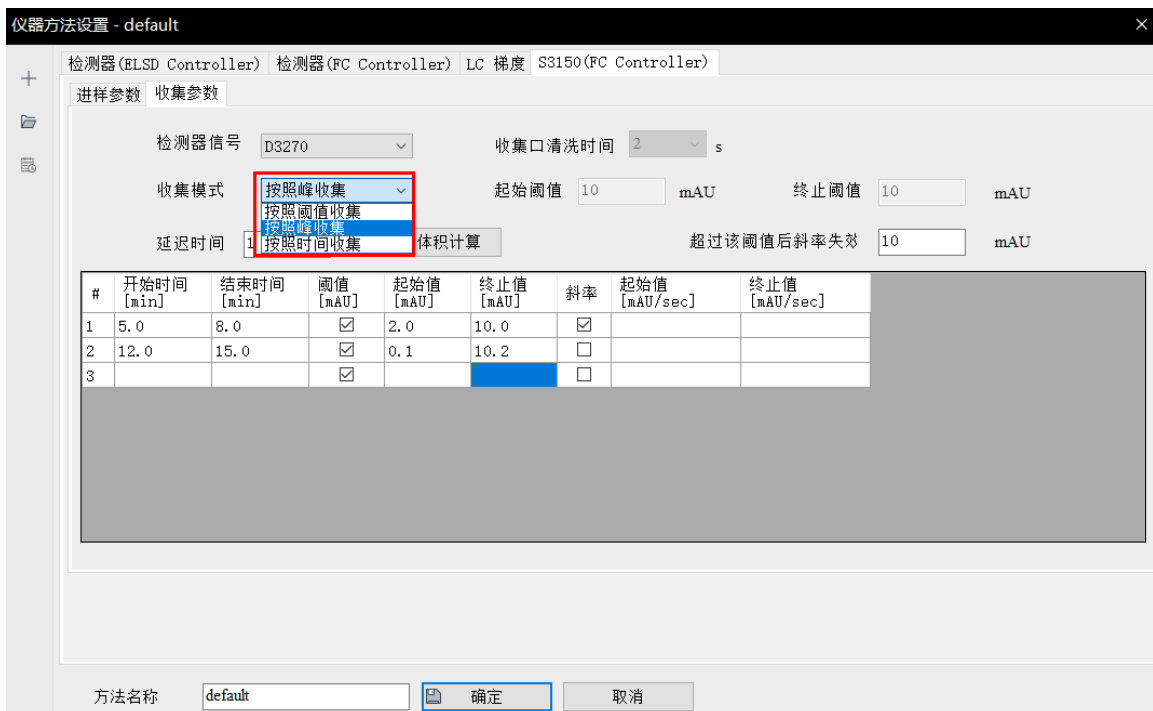 仪器方法设置 - default
检测器(ELSD Controller) 检测器(FC Controller) LC 梯度 S3150(FC Controller)
进样参数 收集参数
检测器信号 D3270 收集口清洗时间 2 s
收集模式 按照峰收集 起始阈值 10 mAU 终止阈值 10 mAU
按照阈值收集
按照峰收集
按照时间收集
延迟时间 1 体积计算 超过该阈值后斜率失效 10 mAU
# 开始时间 [min] 结束时间 [min] 阈值 [mAU] 起始值 [mAU] 终止值 [mAU] 斜率 起始值 [mAU/sec] 终止值 [mAU/sec]
1 5.0 8.0 2.0 10.0
2 12.0 15.0 0.1 10.2
3
方法名称 default 确定 取消